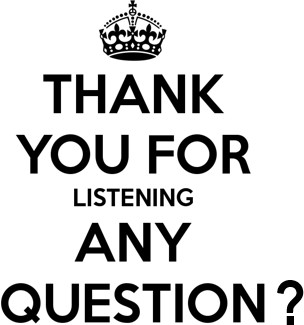 THANK
YOU FOR
LISTENING
ANY
QUESTION?